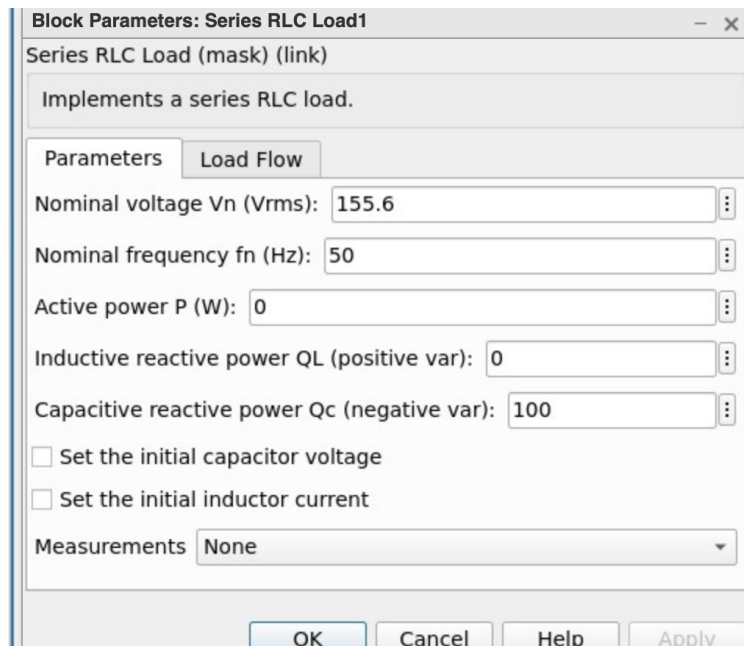 Block Parameters: Series RLC Load1
Series RLC Load (mask) (link)
Implements a series RLC load.
Parameters Load Flow
Nominal voltage Vn (Vrms): 155.6
Nominal frequency fn (Hz): 50
Active power P (W): 0
Inductive reactive power QL (positive var): 0
Capacitive reactive power Qc (negative var): 100
Set the initial capacitor voltage
Set the initial inductor current
Measurements None
OK Cancel Help Apply